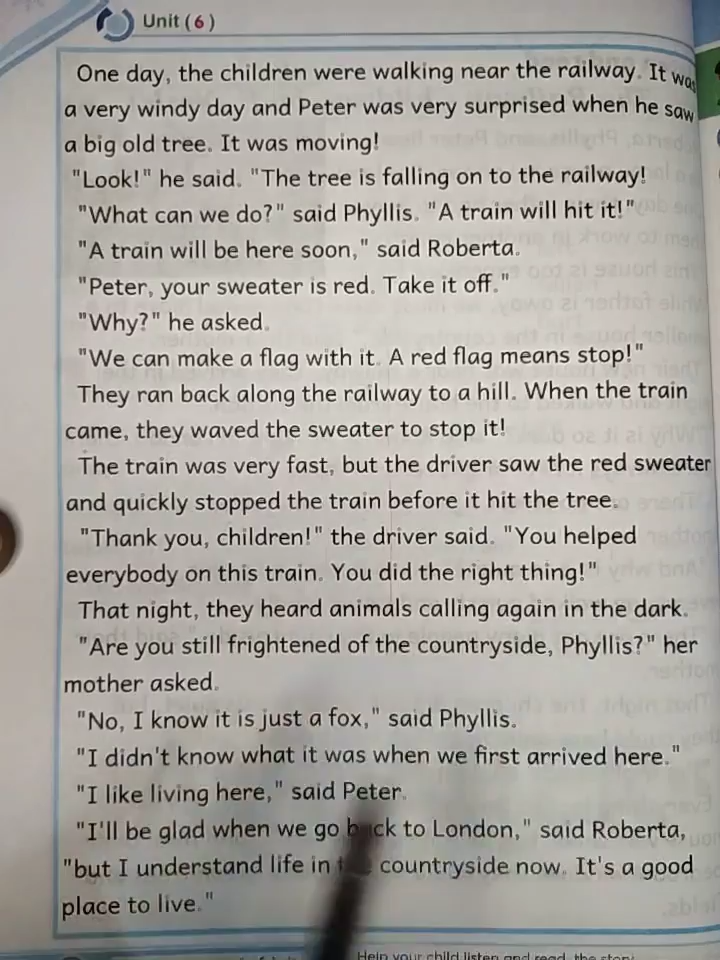 Unit (6)
One day, the children were walking near the railway. It was
a very windy day and Peter was very surprised when he saw
a big old tree. It was moving!
"Look!" he said. "The tree is falling on to the railway!
"What can we do?" said Phyllis. "A train will hit it!"
"A train will be here soon," said Roberta.
"Peter, your sweater is red. Take it off."
"Why?" he asked.
"We can make a flag with it. A red flag means stop!"
They ran back along the railway to a hill. When the train
came, they waved the sweater to stop it!
The train was very fast, but the driver saw the red sweater
and quickly stopped the train before it hit the tree.
"Thank you, children!" the driver said. "You helped
everybody on this train. You did the right thing!"
That night, they heard animals calling again in the dark.
"Are you still frightened of the countryside, Phyllis?" her
mother asked.
"No, I know it is just a fox," said Phyllis.
"I didn't know what it was when we first arrived here."
"I like living here," said Peter.
"I'll be glad when we go back to London," said Roberta,
"but I understand life in the countryside now. It's a good
place to live."
Help your child listen and read the story